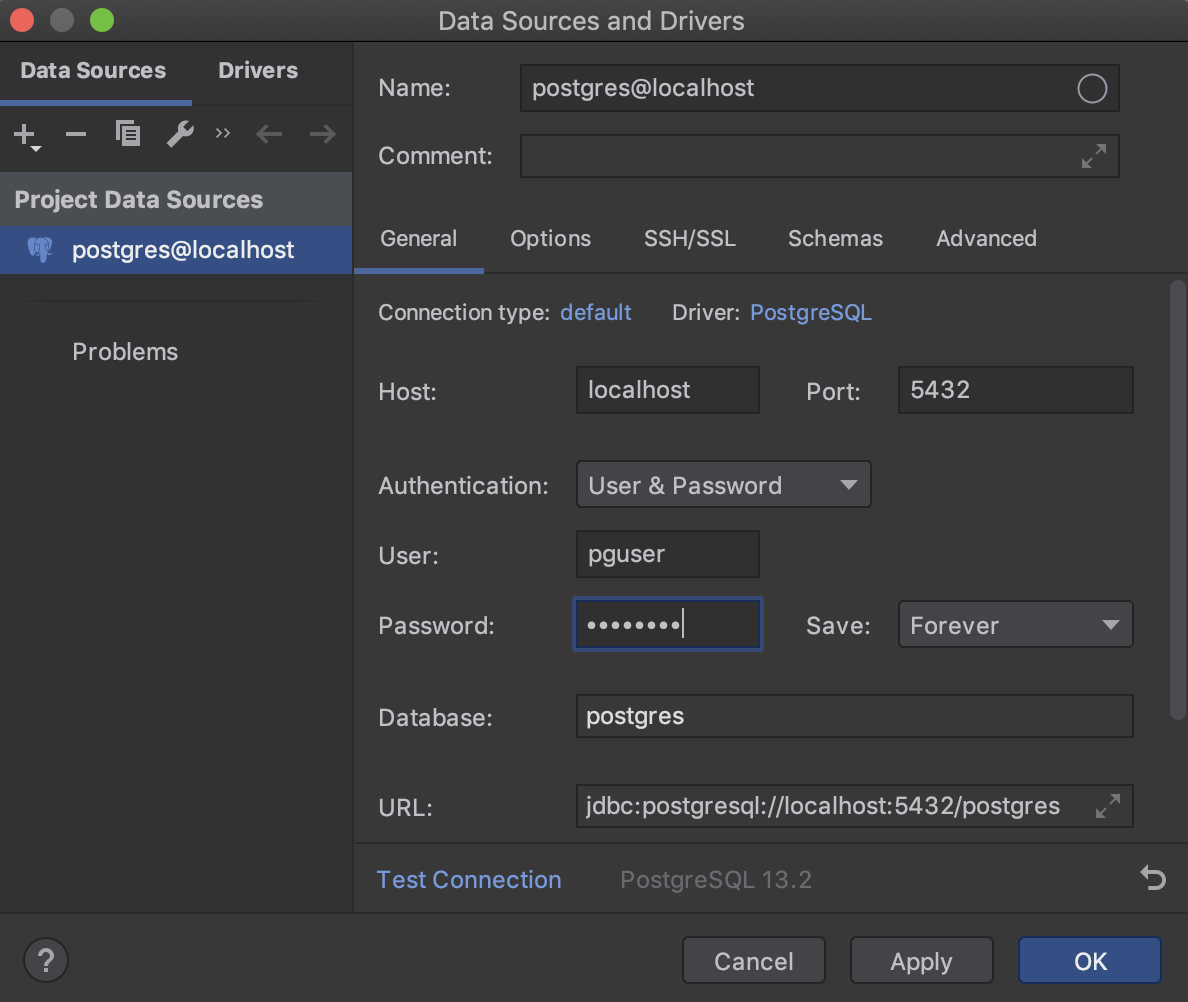 Data Sources and Drivers
Data Sources Drivers
Project Data Sources
postgres@localhost
Problems
Name: postgres@localhost
Comment:
General Options SSH/SSL Schemas Advanced
Connection type: default Driver: PostgreSQL
Host: localhost Port: 5432
Authentication: User & Password
User: pguser
Password: •••••••• Save: Forever
Database: postgres
URL: jdbc:postgresql://localhost:5432/postgres
Test Connection PostgreSQL 13.2
? Cancel Apply OK